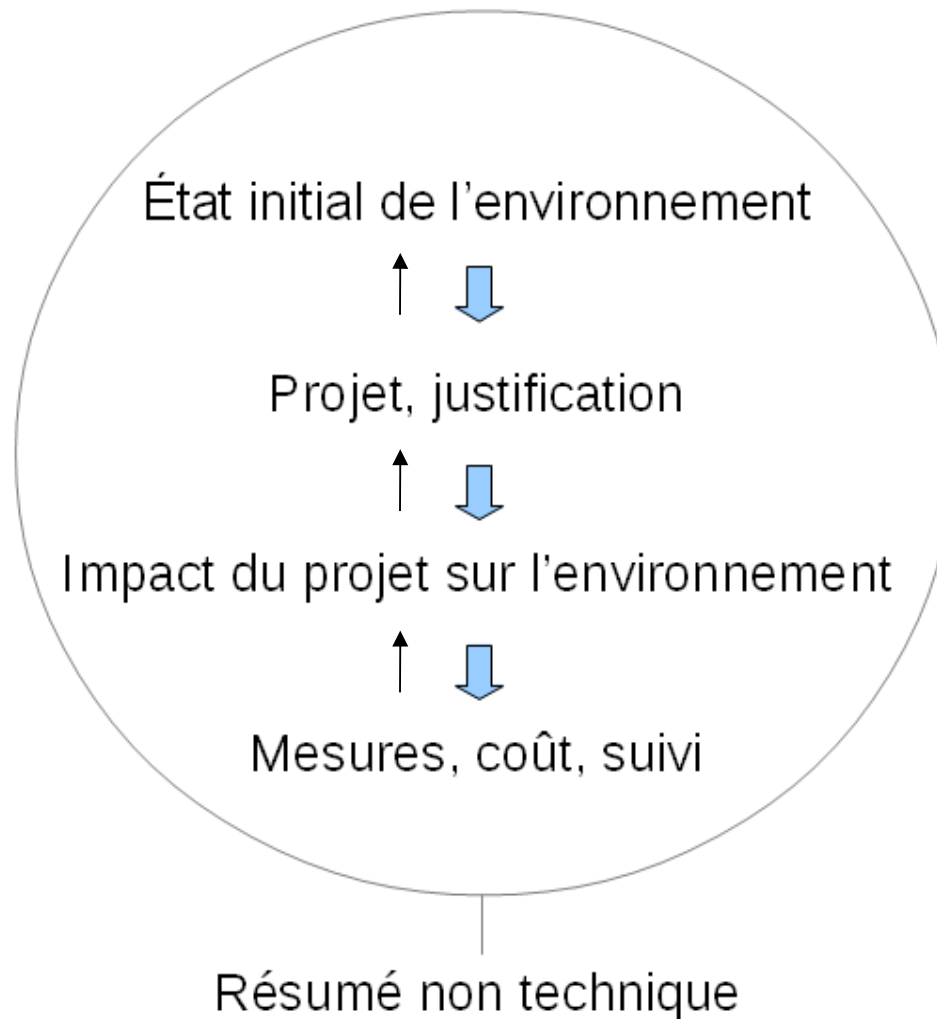 État initial de l’environnement
Projet, justification
Impact du projet sur l’environnement
Mesures, coût, suivi
Résumé non technique